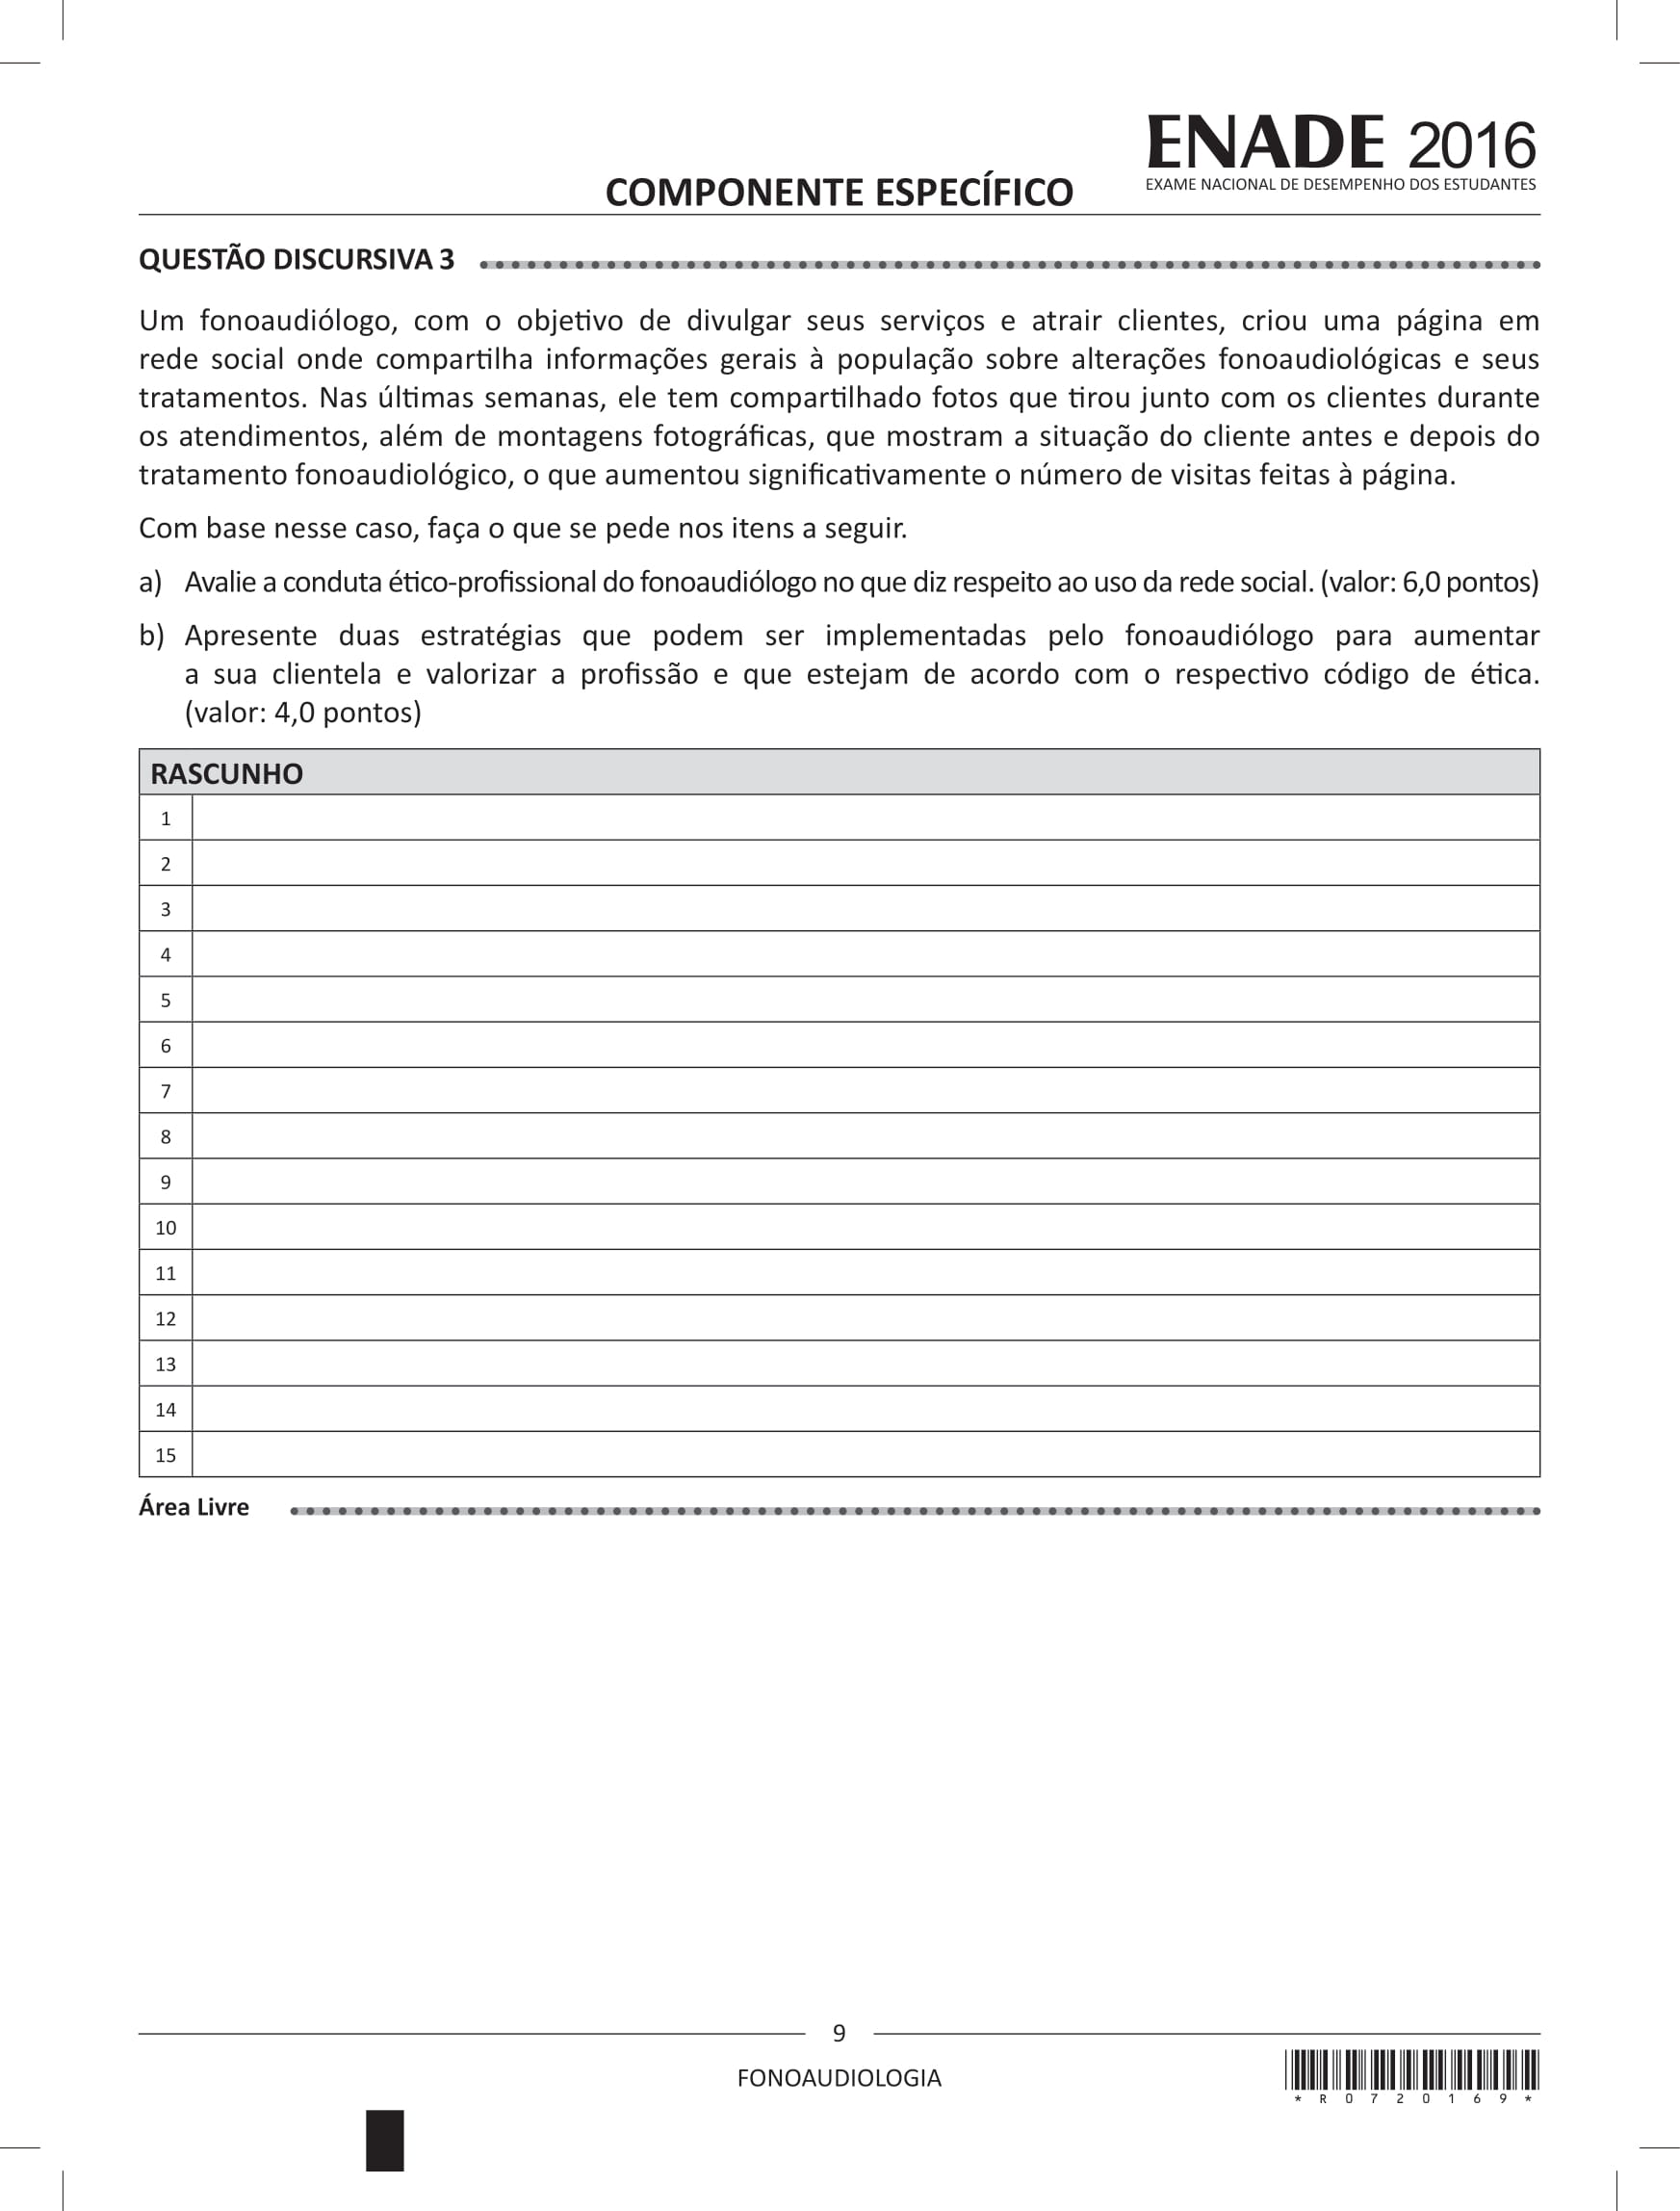 ENADE 2016
EXAME NACIONAL DE DESEMPENHO DOS ESTUDANTES
COMPONENTE ESPECÍFICO
QUESTÃO DISCURSIVA 3
Um fonoaudiólogo, com o objetivo de divulgar seus serviços e atrair clientes, criou uma página em
rede social onde compartilha informações gerais à população sobre alterações fonoaudiológicas e seus
tratamentos. Nas últimas semanas, ele tem compartilhado fotos que tirou junto com os clientes durante
os atendimentos, além de montagens fotográficas, que mostram a situação do cliente antes e depois do
tratamento fonoaudiológico, o que aumentou significativamente o número de visitas feitas à página.
Com base nesse caso, faça o que se pede nos itens a seguir.
a) Avalie a conduta ético-profissional do fonoaudiólogo no que diz respeito ao uso da rede social. (valor: 6,0 pontos)
b) Apresente duas estratégias que podem ser implementadas pelo fonoaudiólogo para aumentar
a sua clientela e valorizar a profissão e que estejam de acordo com o respectivo código de ética.
(valor: 4,0 pontos)
RASCUNHO
1
2
3
4
5
6
7
8
9
10
11
12
13
14
15
Área Livre
9
FONOAUDIOLOGIA
* R 0 7 2 0 1 6 9 *